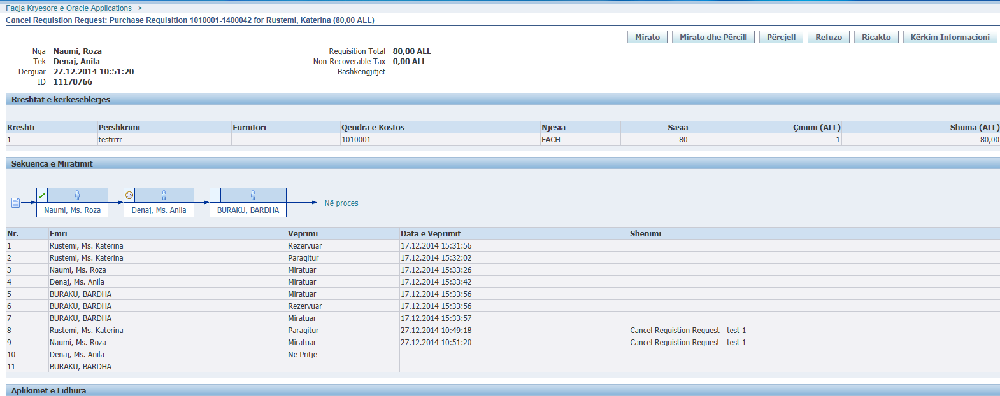 Faqja Kryesore e Oracle Applications >
Cancel Requistion Request: Purchase Requisition 1010001-1400042 for Rustemi, Katerina (80,00 ALL)
Mirato Mirato dhe Përcill Përcjell Refuzo Ricakto Kërkim Informacioni
Nga Naumi, Roza Requisition Total 80,00 ALL
Tek Denaj, Anila Non-Recoverable Tax 0,00 ALL
Dërguar 27.12.2014 10:51:20 Bashkëngjitjet
ID 11170766
Rreshtat e kërkesëblerjes
Rreshti Përshkrimi Furnitori Qendra e Kostos Njësia Sasia Çmimi (ALL) Shuma (ALL)
1 testrrrr 1010001 EACH 80 1 80,00
Sekuenca e Miratimit
Naumi, Ms. Roza Denaj, Ms. Anila BURAKU, BARDHA Në proces
Nr. Emri Veprimi Data e Veprimit Shënimi
1 Rustemi, Ms. Katerina Rezervuar 17.12.2014 15:31:56
2 Rustemi, Ms. Katerina Paraqitur 17.12.2014 15:32:02
3 Naumi, Ms. Roza Miratuar 17.12.2014 15:33:26
4 Denaj, Ms. Anila Miratuar 17.12.2014 15:33:42
5 BURAKU, BARDHA Miratuar 17.12.2014 15:33:56
6 BURAKU, BARDHA Rezervuar 17.12.2014 15:33:56
7 BURAKU, BARDHA Miratuar 17.12.2014 15:33:57
8 Rustemi, Ms. Katerina Paraqitur 27.12.2014 10:49:18 Cancel Requistion Request - test 1
9 Naumi, Ms. Roza Miratuar 27.12.2014 10:51:20 Cancel Requistion Request - test 1
10 Denaj, Ms. Anila Në Pritje
11 BURAKU, BARDHA
Aplikimet e Lidhura